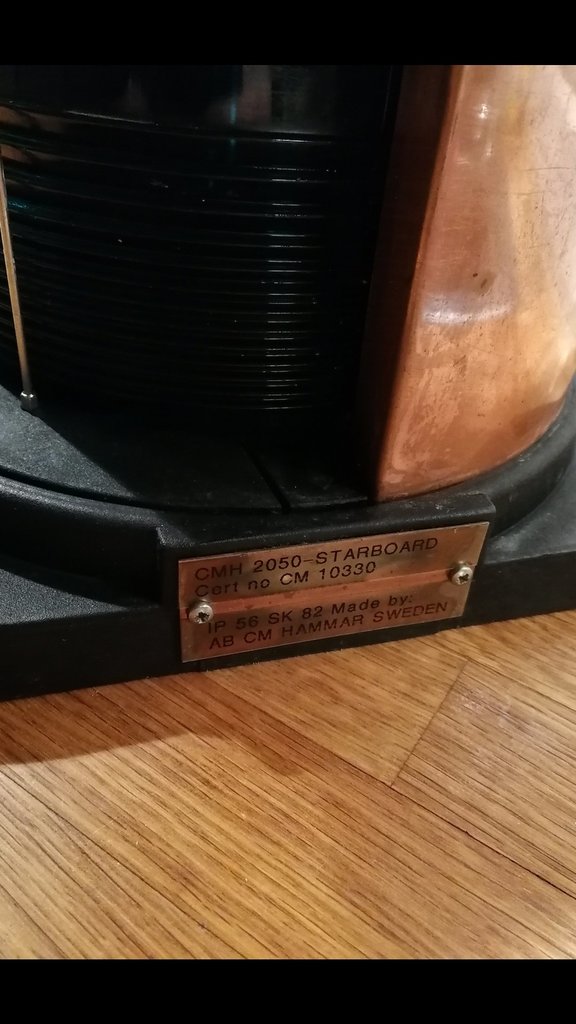 CMH 2050-STARBOARD
Cert no CM 10330
IP 56 SK 82 Made by:
AB CM HAMMAR SWEDEN